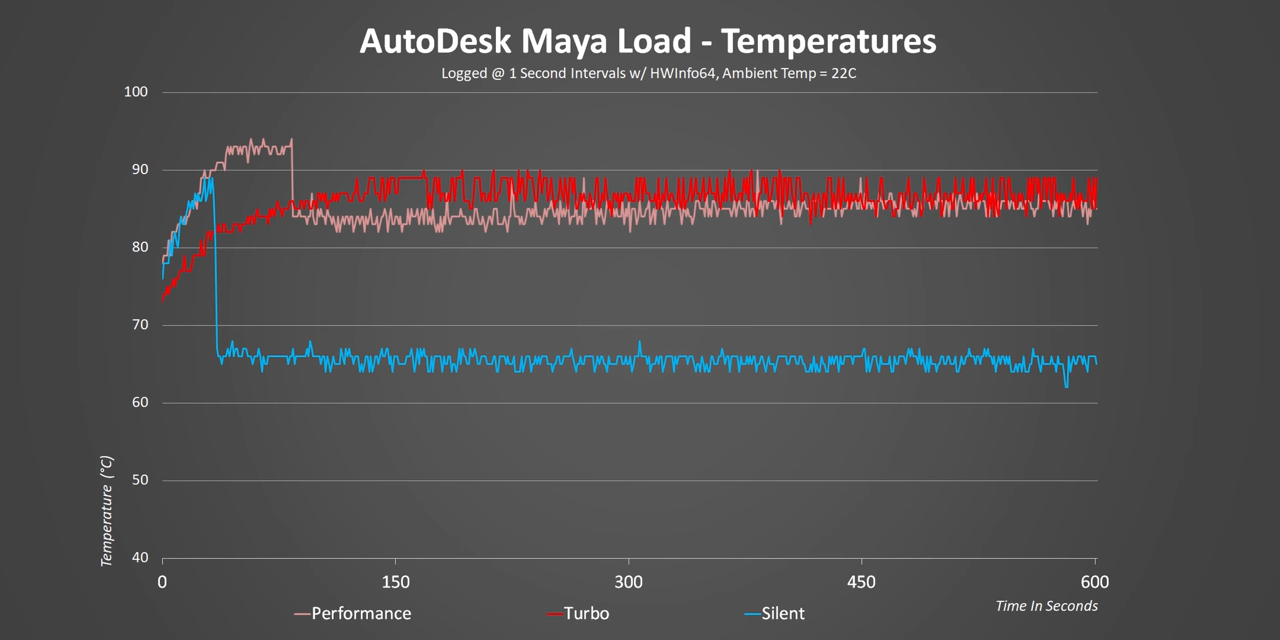 AutoDesk Maya Load - Temperatures
Logged @ 1 Second Intervals w/ HWInfo64, Ambient Temp = 22C
100
90
80
70
60
50
40
Temperature (°C)
0 150 300 450 600
Time In Seconds
Performance Turbo Silent